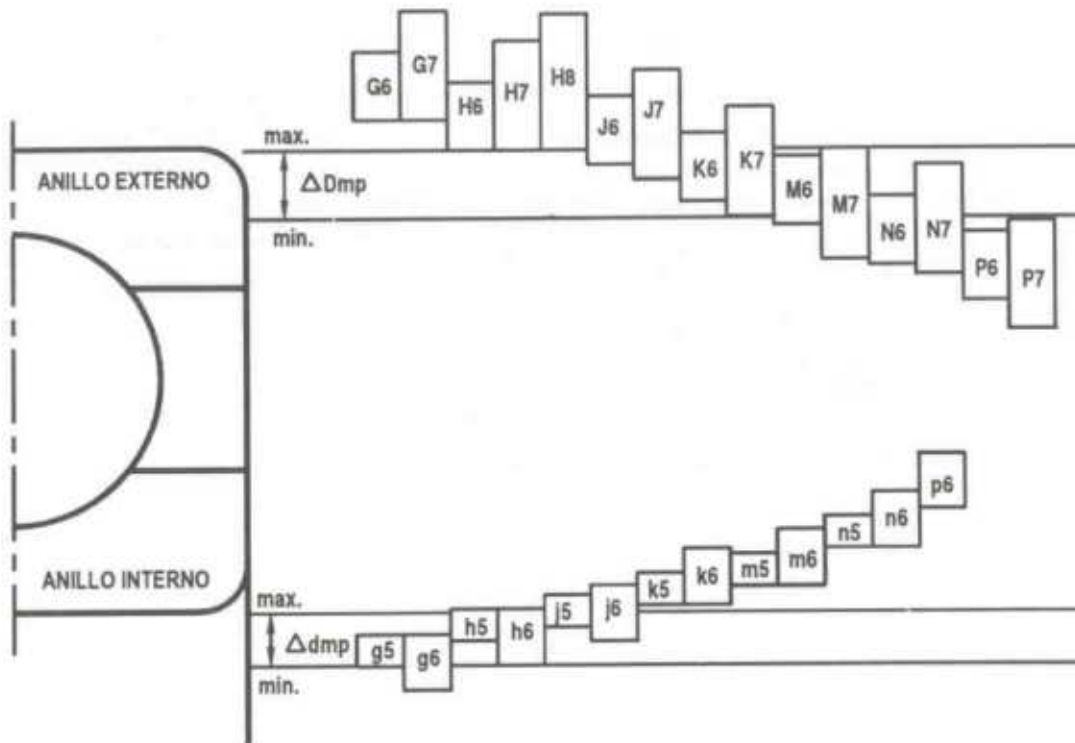 G6
G7
H6
H7
H8
J6
J7
K6
K7
M6
M7
N6
N7
P6
P7
max.
ANILLO EXTERNO
ΔDmp
min.
ANILLO INTERNO
max.
Δdmp
min.
g5
g6
h5
h6
j5
j6
k5
k6
m5
m6
n5
n6
p6